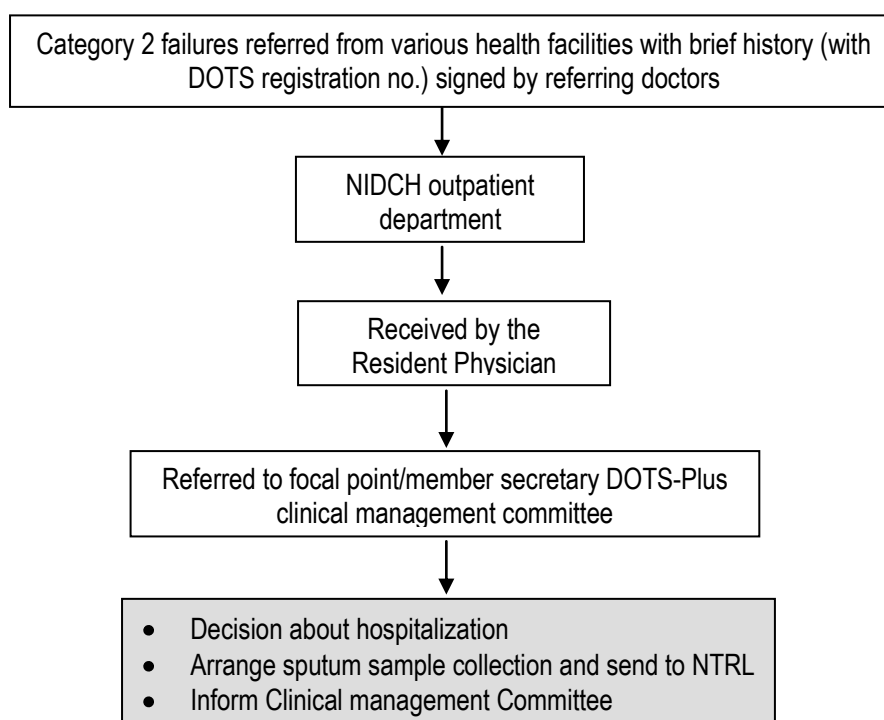 Category 2 failures referred from various health facilities with brief history (with
DOTS registration no.) signed by referring doctors
NIDCH outpatient
department
Received by the
Resident Physician
Referred to focal point/member secretary DOTS-Plus
clinical management committee
• Decision about hospitalization
• Arrange sputum sample collection and send to NTRL
• Inform Clinical management Committee